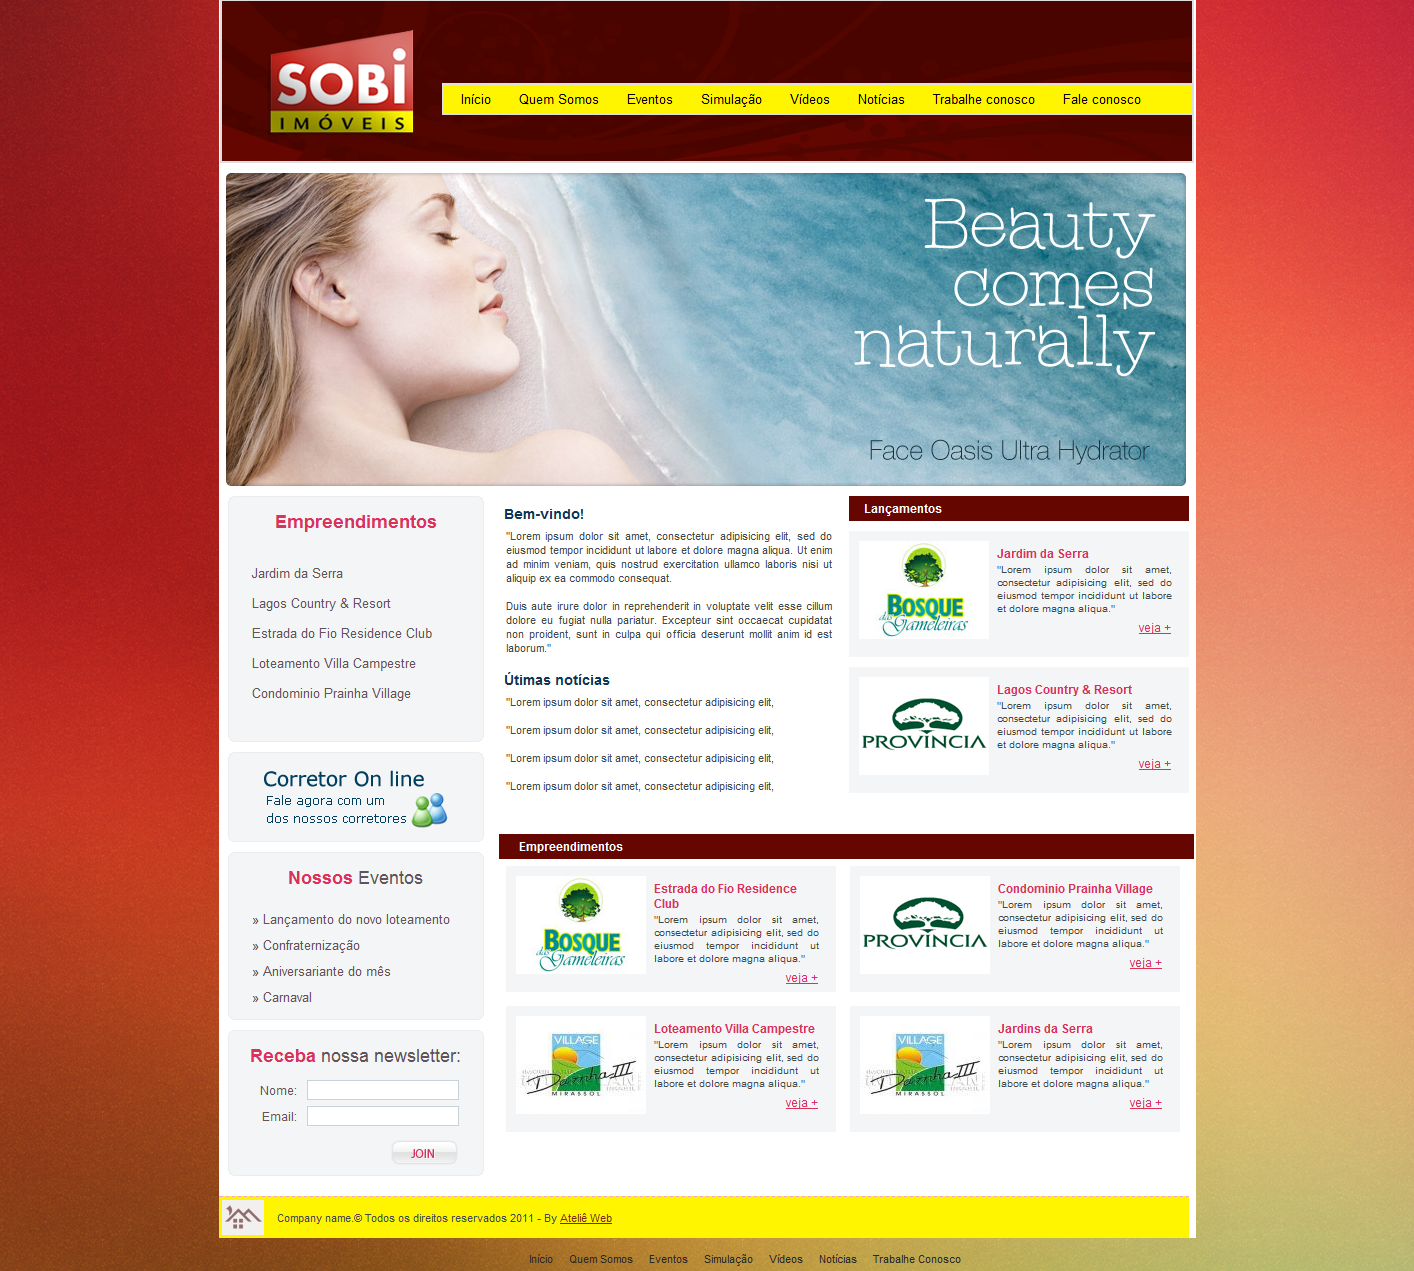 SOBI
IMÓVEIS
Início Quem Somos Eventos Simulação Vídeos Notícias Trabalhe conosco Fale conosco
Beauty
comes
naturally
Face Oasis Ultra Hydrator
Empreendimentos
Jardim da Serra
Lagos Country & Resort
Estrada do Fio Residence Club
Loteamento Villa Campestre
Condominio Prainha Village
Corretor On line
Fale agora com um
dos nossos corretores
Nossos Eventos
» Lançamento do novo loteamento
» Confraternização
» Aniversariante do mês
» Carnaval
Receba nossa newsletter:
Nome:
Email:
JOIN
Bem-vindo!
"Lorem ipsum dolor sit amet, consectetur adipisicing elit, sed do
eiusmod tempor incididunt ut labore et dolore magna aliqua. Ut enim
ad minim veniam, quis nostrud exercitation ullamco laboris nisi ut
aliquip ex ea commodo consequat.
Duis aute irure dolor in reprehenderit in voluptate velit esse cillum
dolore eu fugiat nulla pariatur. Excepteur sint occaecat cupidatat
non proident, sunt in culpa qui officia deserunt mollit anim id est
laborum."
Útimas notícias
"Lorem ipsum dolor sit amet, consectetur adipisicing elit,
"Lorem ipsum dolor sit amet, consectetur adipisicing elit,
"Lorem ipsum dolor sit amet, consectetur adipisicing elit,
"Lorem ipsum dolor sit amet, consectetur adipisicing elit,
Lançamentos
BOSQUE
das Gameleiras
Jardim da Serra
"Lorem ipsum dolor sit amet,
consectetur adipisicing elit, sed do
eiusmod tempor incididunt ut labore
et dolore magna aliqua."
veja +
PROVÍNCIA
Lagos Country & Resort
"Lorem ipsum dolor sit amet,
consectetur adipisicing elit, sed do
eiusmod tempor incididunt ut labore
et dolore magna aliqua."
veja +
Empreendimentos
BOSQUE
das Gameleiras
Estrada do Fio Residence
Club
"Lorem ipsum dolor sit amet,
consectetur adipisicing elit, sed do
eiusmod tempor incididunt ut
labore et dolore magna aliqua."
veja +
PROVÍNCIA
Condominio Prainha Village
"Lorem ipsum dolor sit amet,
consectetur adipisicing elit, sed do
eiusmod tempor incididunt ut
labore et dolore magna aliqua."
veja +
VILLAGE
MIRASSOL
Loteamento Villa Campestre
"Lorem ipsum dolor sit amet,
consectetur adipisicing elit, sed do
eiusmod tempor incididunt ut
labore et dolore magna aliqua."
veja +
VILLAGE
MIRASSOL
Jardins da Serra
"Lorem ipsum dolor sit amet,
consectetur adipisicing elit, sed do
eiusmod tempor incididunt ut
labore et dolore magna aliqua."
veja +
Company name.© Todos os direitos reservados 2011 - By Ateliê Web
Início Quem Somos Eventos Simulação Vídeos Notícias Trabalhe Conosco